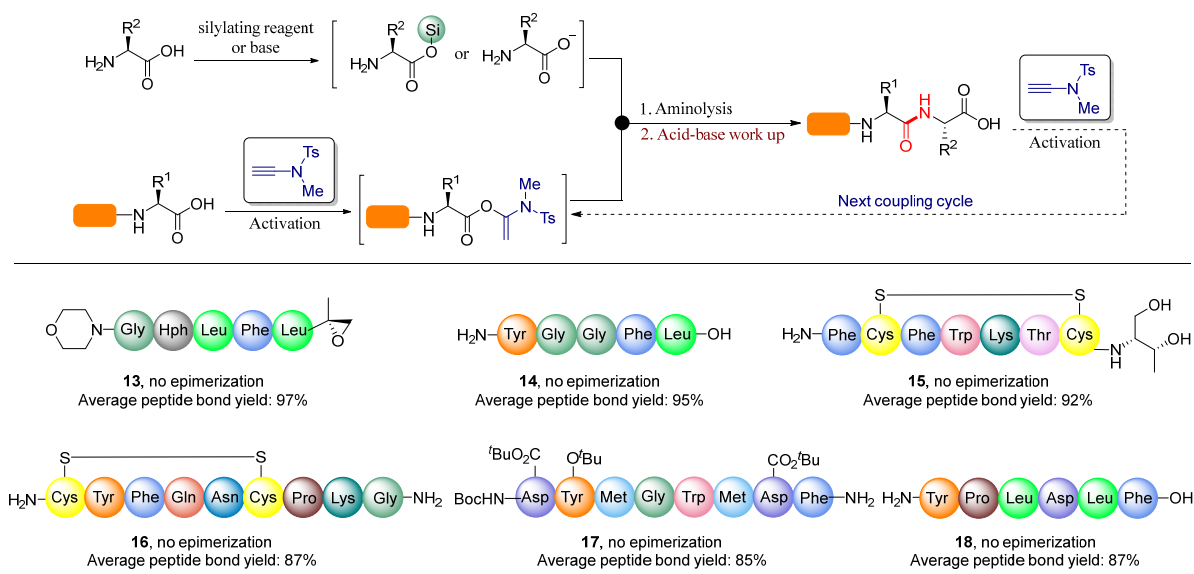 R2
H2N
OH
O
silylating reagent
or base
R2
Si
H2N
O
O
or
R2
H2N
O−
O
1. Aminolysis
2. Acid-base work up
R1
N
H
O
H
N
R2
O
OH
Ts
N
Me
Activation
Next coupling cycle
R1
N
H
OH
O
Ts
N
Me
Activation
R1
N
H
O
O
Me
N
Ts
O N Gly Hph Leu Phe Leu O
13, no epimerization
Average peptide bond yield: 97%
H2N Tyr Gly Gly Phe Leu OH
14, no epimerization
Average peptide bond yield: 95%
S S
H2N Phe Cys Phe Trp Lys Thr Cys N H OH OH
15, no epimerization
Average peptide bond yield: 92%
S S
H2N Cys Tyr Phe Gln Asn Cys Pro Lys Gly NH2
16, no epimerization
Average peptide bond yield: 87%
tBuO2C OtBu CO2tBu
BocHN Asp Tyr Met Gly Trp Met Asp Phe NH2
17, no epimerization
Average peptide bond yield: 85%
H2N Tyr Pro Leu Asp Leu Phe OH
18, no epimerization
Average peptide bond yield: 87%